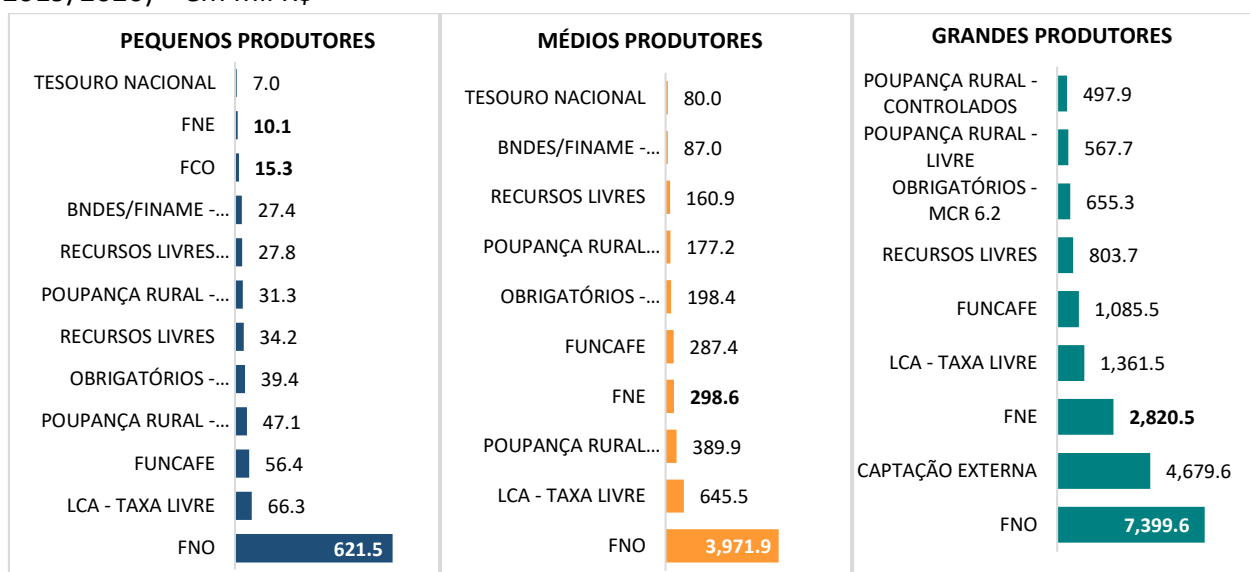 2019/2020) – em mil R$
PEQUENOS PRODUTORES
TESOURO NACIONAL 7.0
FNE 10.1
FCO 15.3
BNDES/FINAME -... 27.4
RECURSOS LIVRES... 27.8
POUPANÇA RURAL -... 31.3
RECURSOS LIVRES 34.2
OBRIGATÓRIOS -... 39.4
POUPANÇA RURAL -... 47.1
FUNCAFE 56.4
LCA - TAXA LIVRE 66.3
FNO 621.5
MÉDIOS PRODUTORES
TESOURO NACIONAL 80.0
BNDES/FINAME -... 87.0
RECURSOS LIVRES 160.9
POUPANÇA RURAL... 177.2
OBRIGATÓRIOS -... 198.4
FUNCAFE 287.4
FNE 298.6
POUPANÇA RURAL... 389.9
LCA - TAXA LIVRE 645.5
FNO 3,971.9
GRANDES PRODUTORES
POUPANÇA RURAL -
CONTROLADOS 497.9
POUPANÇA RURAL -
LIVRE 567.7
OBRIGATÓRIOS -
MCR 6.2 655.3
RECURSOS LIVRES 803.7
FUNCAFE 1,085.5
LCA - TAXA LIVRE 1,361.5
FNE 2,820.5
CAPTAÇÃO EXTERNA 4,679.6
FNO 7,399.6